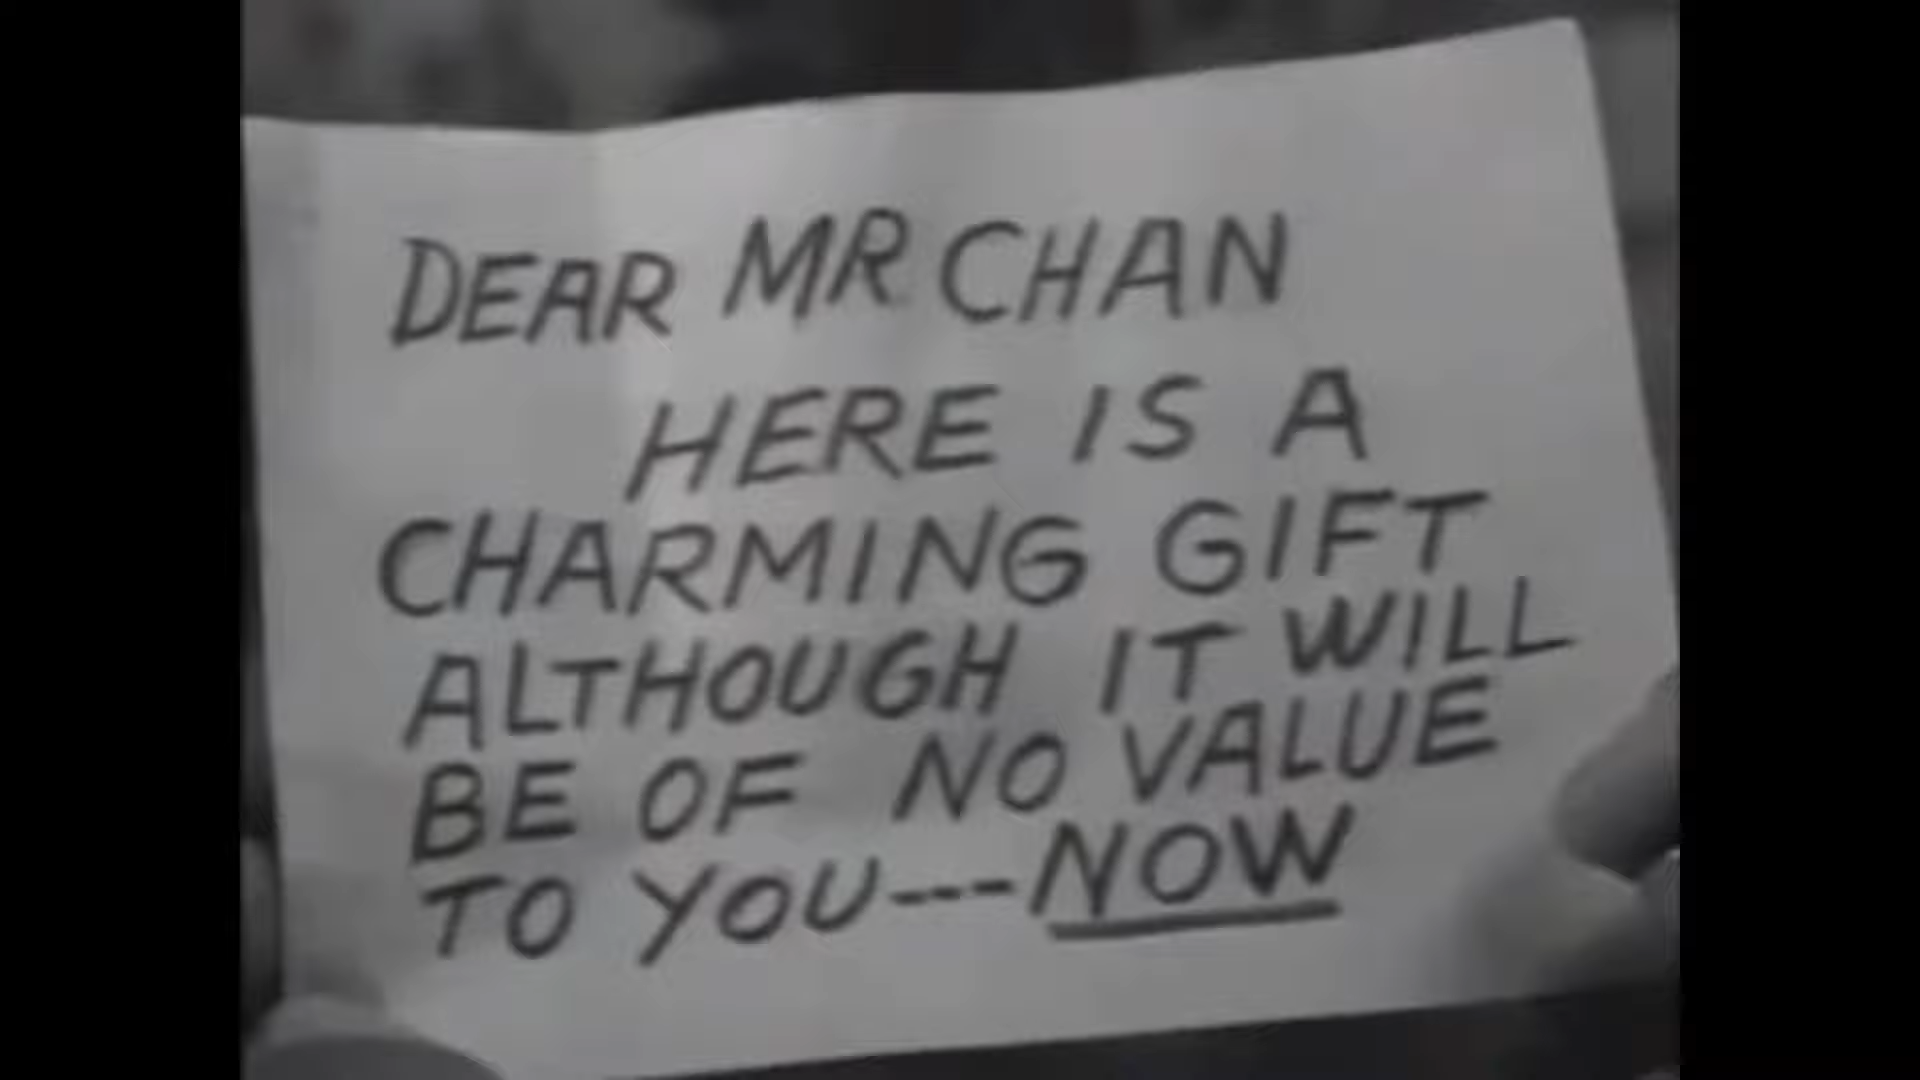 DEAR MR CHAN
HERE IS A
CHARMING GIFT
ALTHOUGH IT WILL
BE OF NO VALUE
TO YOU---NOW